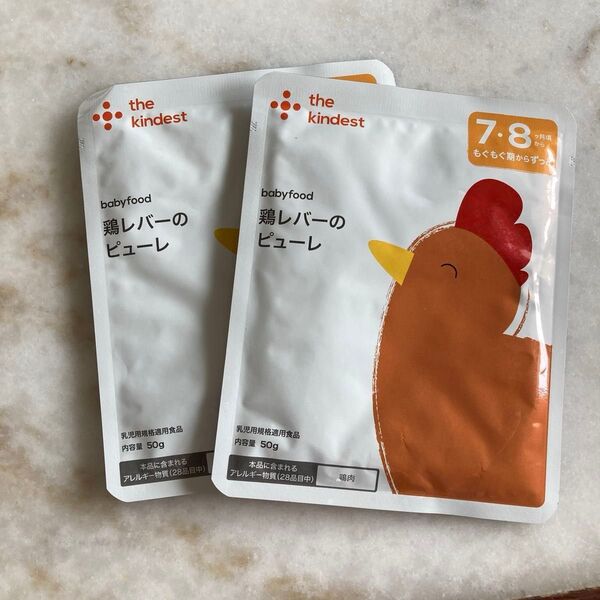 the
kindest
babyfood
鶏レバーの
ピューレ
乳児用規格適用食品
内容量 50g
本品に含まれる
アレルギー物質(28品目中)
the
kindest
7・8
ヶ月頃
から
もぐもぐ期からずっと
babyfood
鶏レバーの
ピューレ
乳児用規格適用食品
内容量 50g
本品に含まれる
アレルギー物質(28品目中)
鶏肉